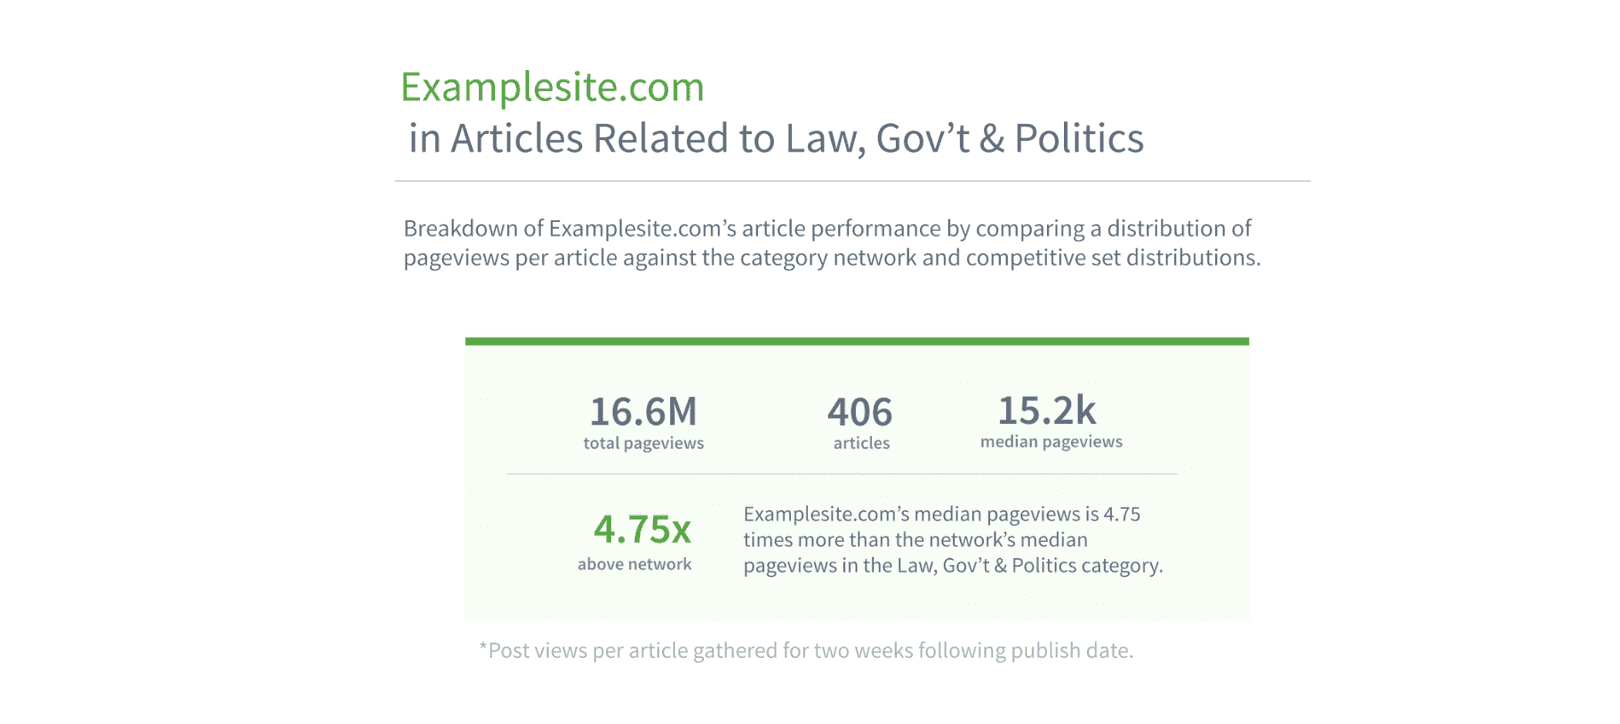 Examplesite.com
in Articles Related to Law, Gov’t & Politics
Breakdown of Examplesite.com’s article performance by comparing a distribution of
pageviews per article against the category network and competitive set distributions.
16.6M
total pageviews
406
articles
15.2k
median pageviews
4.75x
above network
Examplesite.com’s median pageviews is 4.75
times more than the network’s median
pageviews in the Law, Gov’t & Politics category.
*Post views per article gathered for two weeks following publish date.